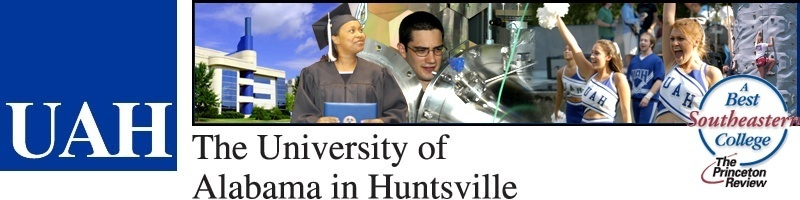 UAH
The University of
Alabama in Huntsville
UAH
UAH
A
Best
Southeastern
College
The
Princeton
Review